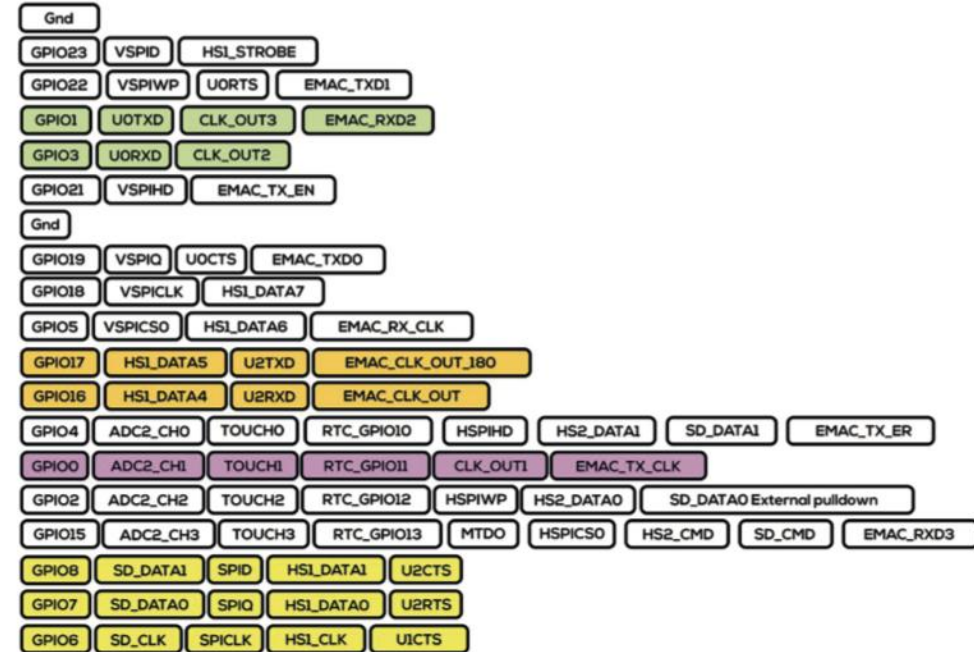 Gnd
GPIO23 VSPID HS1_STROBE
GPIO22 VSPIWP U0RTS EMAC_TXD1
GPIO1 U0TXD CLK_OUT3 EMAC_RXD2
GPIO3 U0RXD CLK_OUT2
GPIO21 VSPIHD EMAC_TX_EN
Gnd
GPIO19 VSPIQ U0CTS EMAC_TXD0
GPIO18 VSPICLK HS1_DATA7
GPIO5 VSPICS0 HS1_DATA6 EMAC_RX_CLK
GPIO17 HS1_DATA5 U2TXD EMAC_CLK_OUT_180
GPIO16 HS1_DATA4 U2RXD EMAC_CLK_OUT
GPIO4 ADC2_CH0 TOUCH0 RTC_GPIO10 HSPIHD HS2_DATA1 SD_DATA1 EMAC_TX_ER
GPIO0 ADC2_CH1 TOUCH1 RTC_GPIO11 CLK_OUT1 EMAC_TX_CLK
GPIO2 ADC2_CH2 TOUCH2 RTC_GPIO12 HSPIWP HS2_DATA0 SD_DATA0 External pulldown
GPIO15 ADC2_CH3 TOUCH3 RTC_GPIO13 MTDO HSPICS0 HS2_CMD SD_CMD EMAC_RXD3
GPIO8 SD_DATA1 SPID HS1_DATA1 U2CTS
GPIO7 SD_DATA0 SPIQ HS1_DATA0 U2RTS
GPIO6 SD_CLK SPICLK HS1_CLK U1CTS